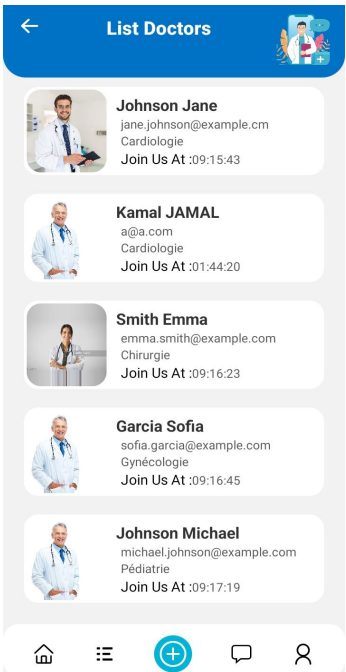 List Doctors
Johnson Jane
jane.johnson@example.cm
Cardiologie
Join Us At :09:15:43
Kamal JAMAL
a@a.com
Cardiologie
Join Us At :01:44:20
Smith Emma
emma.smith@example.com
Chirurgie
Join Us At :09:16:23
Garcia Sofia
sofia.garcia@example.com
Gynécologie
Join Us At :09:16:45
Johnson Michael
michael.johnson@example.com
Pédiatrie
Join Us At :09:17:19